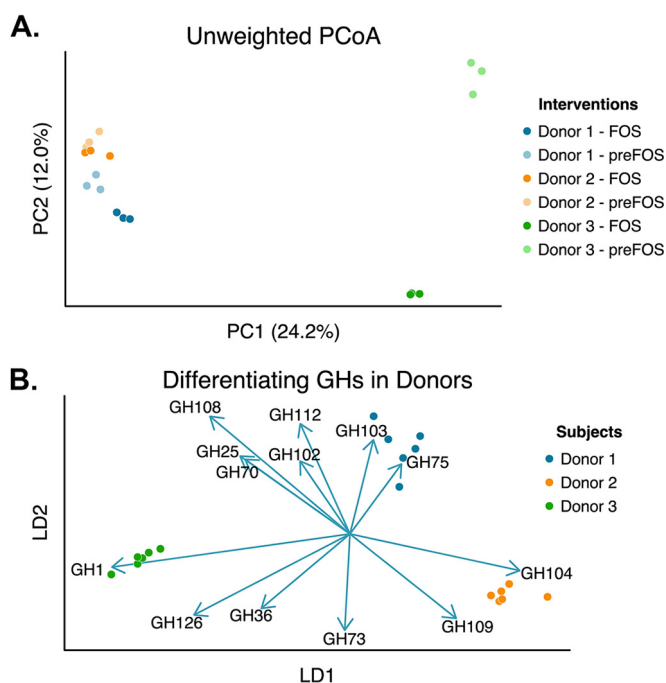 A.
Unweighted PCoA
PC2 (12.0%)
PC1 (24.2%)
Interventions
Donor 1 - FOS
Donor 1 - preFOS
Donor 2 - FOS
Donor 2 - preFOS
Donor 3 - FOS
Donor 3 - preFOS
B.
Differentiating GHs in Donors
GH108
GH112
GH103
GH25
GH102
GH75
GH70
LD2
GH1
GH104
GH126
GH36
GH73
GH109
LD1
Subjects
Donor 1
Donor 2
Donor 3